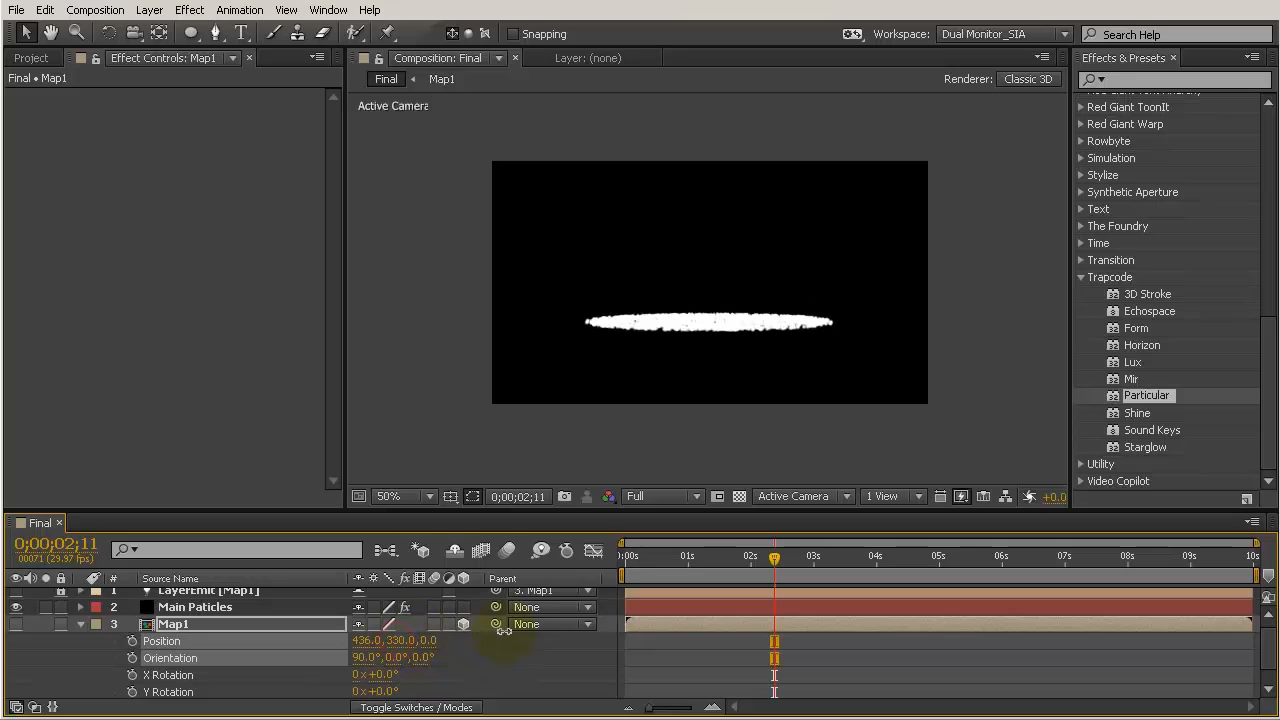 File Edit Composition Layer Effect Animation View Window Help
Snapping Workspace: Dual Monitor_SIA Search Help
Project Effect Controls: Map1 Composition: Final Layer: (none) Effects & Presets
Final • Map1 Final Map1 Renderer: Classic 3D
Active Camera
Red Giant ToonIt
Red Giant Warp
Rowbyte
Simulation
Stylize
Synthetic Aperture
Text
The Foundry
Time
Transition
Trapcode
3D Stroke
Echospace
Form
Horizon
Lux
Mir
Particular
Shine
Sound Keys
Starglow
Utility
Video Copilot
50% 0;00;02;11 Full Active Camera 1 View +0.0
Final
0;00;02;11
00071 (29.97 fps)
:00s 01s 02s 03s 04s 05s 06s 07s 08s 09s 10s
# Source Name Parent
1 LayerEmit [Map1] 3. Map1
2 Main Paticles None
3 Map1 None
Position 436.0,330.0,0.0
Orientation 90.0°,0.0°,0.0°
X Rotation 0x+0.0°
Y Rotation 0x+0.0°
Toggle Switches / Modes